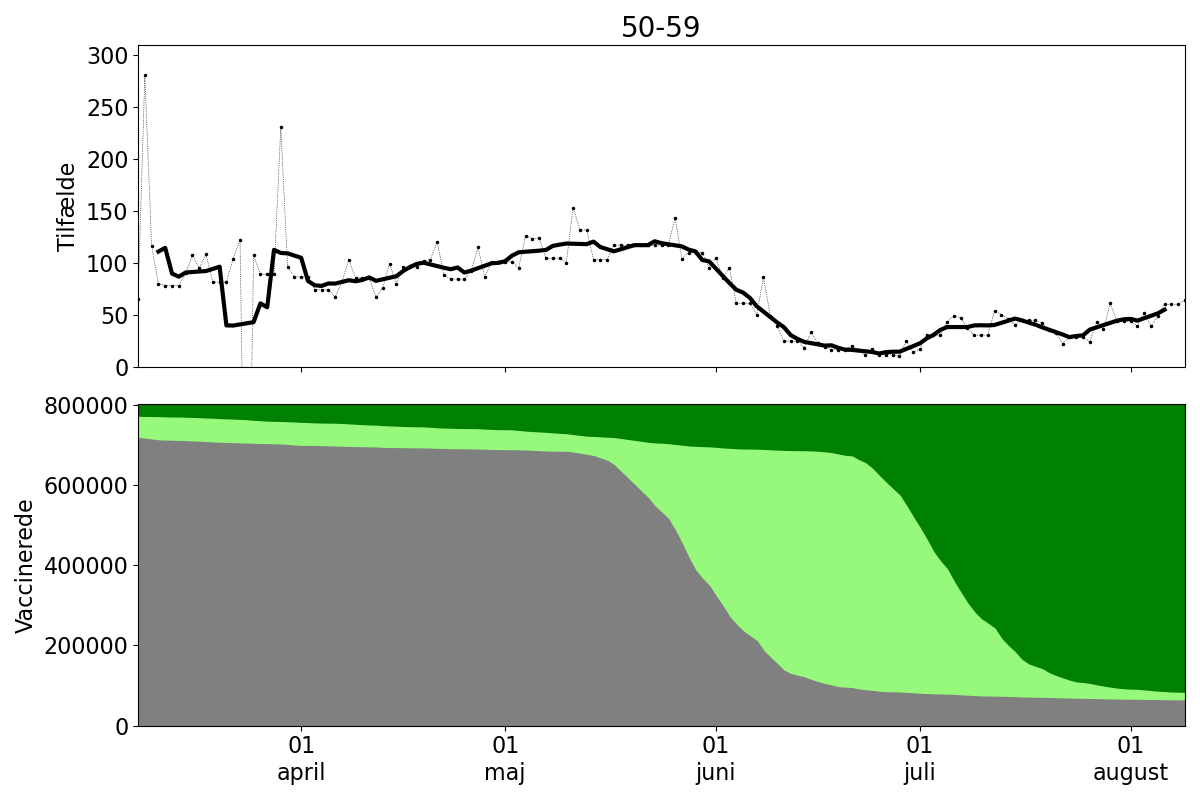 50-59
300
250
200
150
100
50
0
Tilfælde
800000
600000
400000
200000
0
Vaccinerede
01 april
01 maj
01 juni
01 juli
01 august